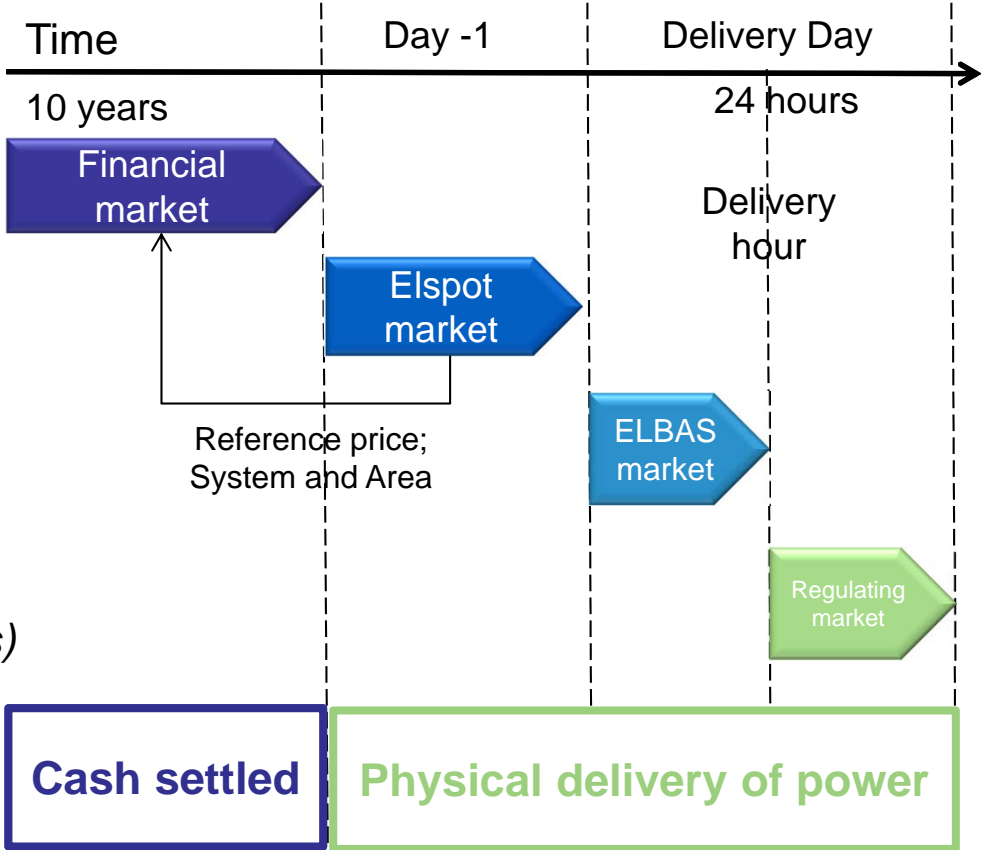 Time
Day -1
Delivery Day
10 years
24 hours
Financial
market
Delivery
hour
Elspot
market
Reference price;
System and Area
ELBAS
market
Regulating
market
s)
Cash settled
Physical delivery of power